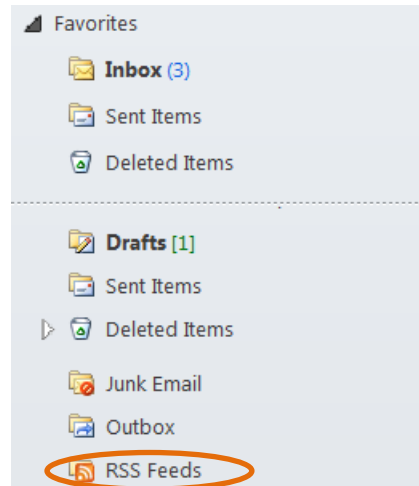 Favorites
Inbox (3)
Sent Items
Deleted Items
Drafts [1]
Sent Items
Deleted Items
Junk Email
Outbox
RSS Feeds